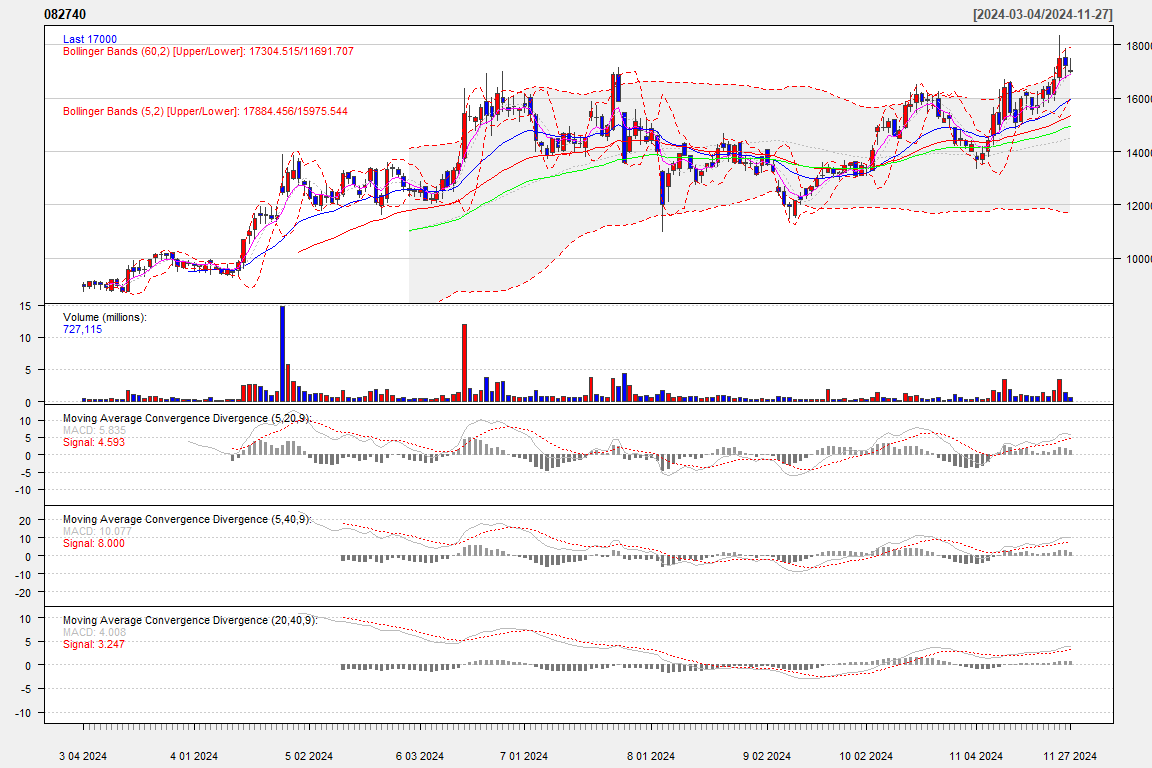 082740 [2024-03-04/2024-11-27]
Last 17000
Bollinger Bands (60,2) [Upper/Lower]: 17304.515/11691.707
Bollinger Bands (5,2) [Upper/Lower]: 17884.456/15975.544
18000
16000
14000
12000
10000
Volume (millions):
727,115
15
10
5
0
Moving Average Convergence Divergence (5,20,9):
MACD: 5.835
Signal: 4.593
10
5
0
-5
-10
Moving Average Convergence Divergence (5,40,9):
MACD: 10.077
Signal: 8.000
20
10
0
-10
-20
Moving Average Convergence Divergence (20,40,9):
MACD: 4.008
Signal: 3.247
10
5
0
-5
-10
3 04 2024 4 01 2024 5 02 2024 6 03 2024 7 01 2024 8 01 2024 9 02 2024 10 02 2024 11 04 2024 11 27 2024